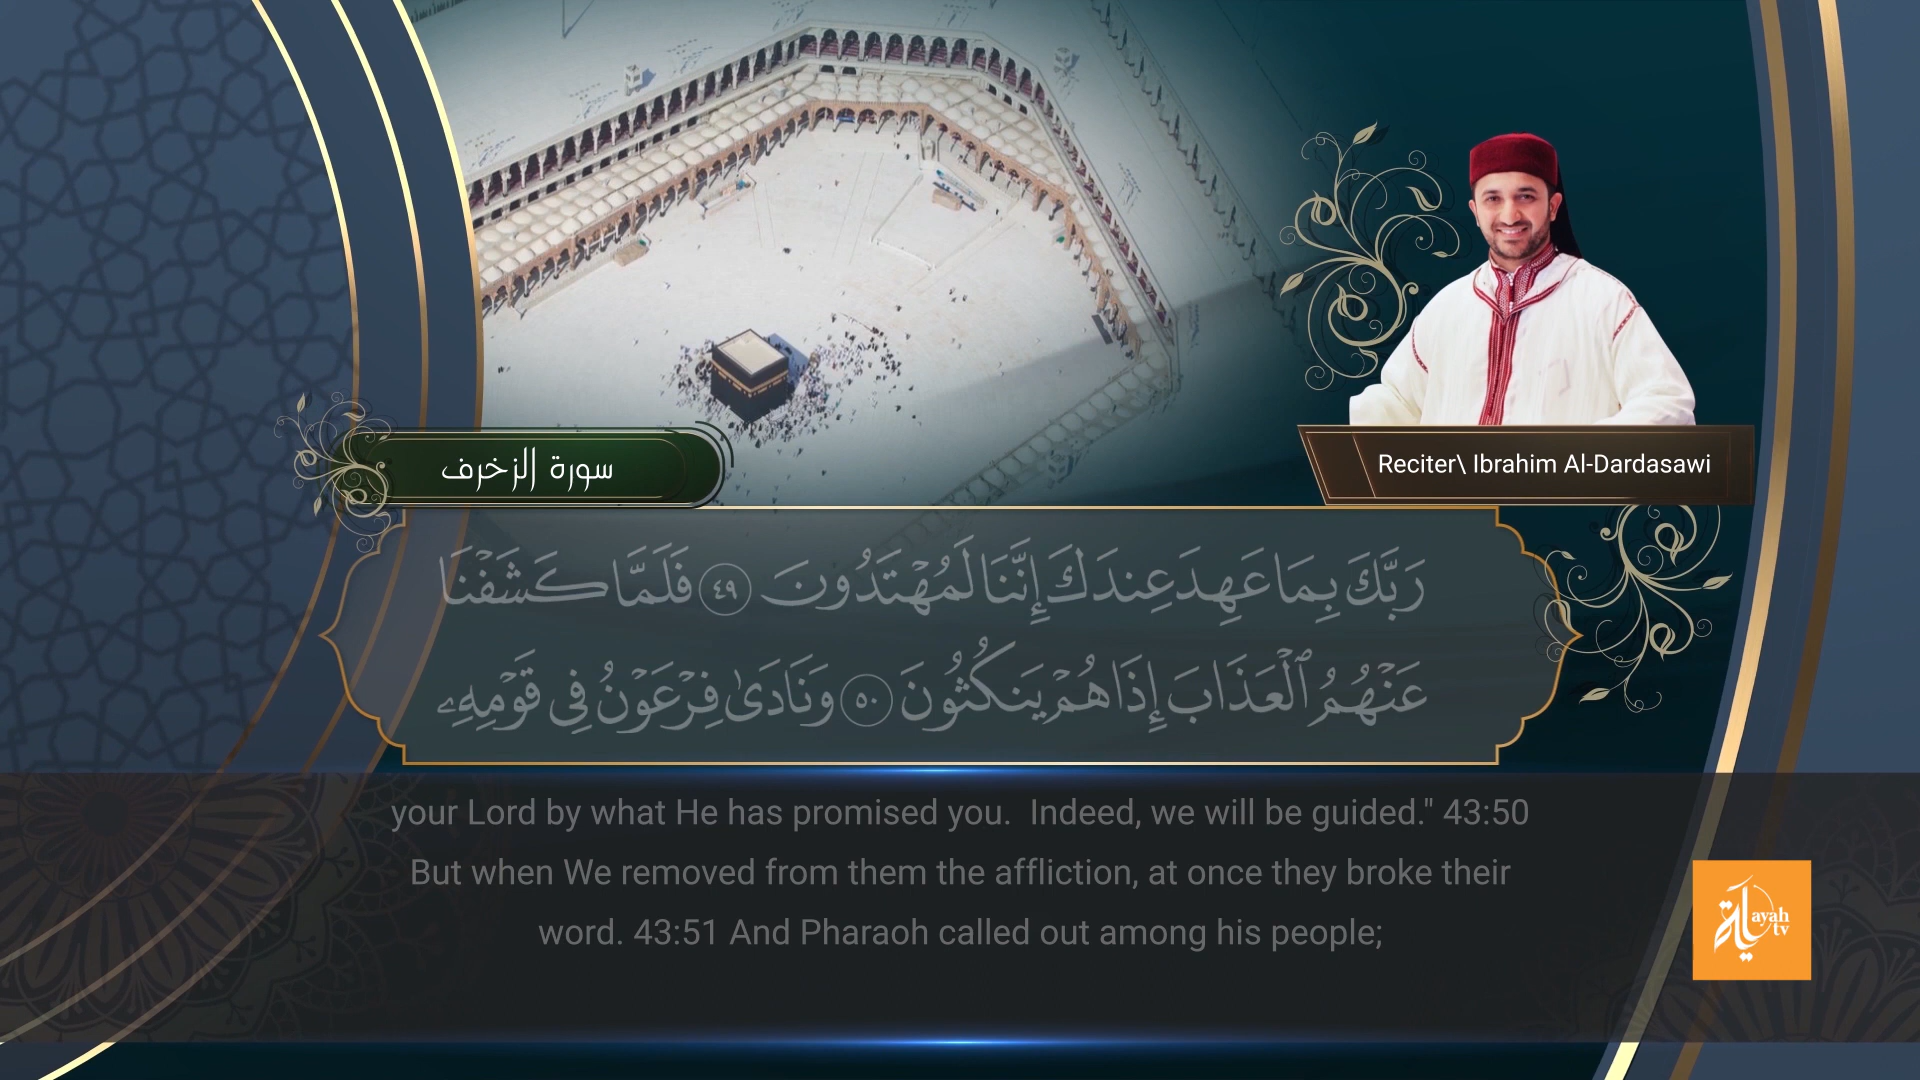 سورة الزخرف
Reciter\ Ibrahim Al-Dardasawi
رَبَّكَ بِمَا عَهِدَ عِندَكَ إِنَّنَا لَمُهْتَدُونَ ٤٩ فَلَمَّا كَشَفْنَا
عَنْهُمُ ٱلْعَذَابَ إِذَا هُمْ يَنكُثُونَ ٥٠ وَنَادَىٰ فِرْعَوْنُ فِى قَوْمِهِۦ
your Lord by what He has promised you.  Indeed, we will be guided." 43:50
But when We removed from them the affliction, at once they broke their
word. 43:51 And Pharaoh called out among his people;
آية
ayah
tv